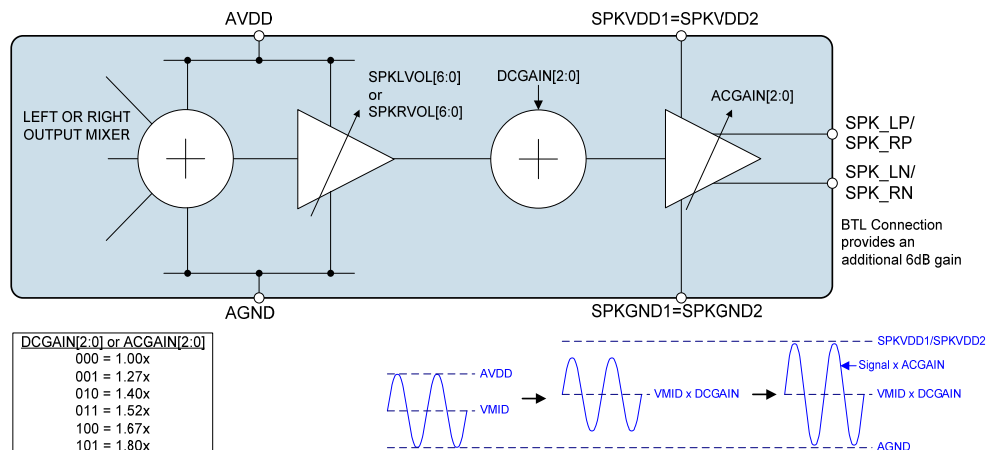 AVDD
SPKVDD1=SPKVDD2
SPKLVOL[6:0]
or
SPKRVOL[6:0]
DCGAIN[2:0]
ACGAIN[2:0]
LEFT OR RIGHT
OUTPUT MIXER
SPK_LP/
SPK_RP
SPK_LN/
SPK_RN
BTL Connection
provides an
additional 6dB gain
AGND
SPKGND1=SPKGND2
DCGAIN[2:0] or ACGAIN[2:0]
000 = 1.00x
001 = 1.27x
010 = 1.40x
011 = 1.52x
100 = 1.67x
101 = 1.80x
AVDD
VMID
VMID x DCGAIN
SPKVDD1/SPKVDD2
Signal x ACGAIN
VMID x DCGAIN
AGND